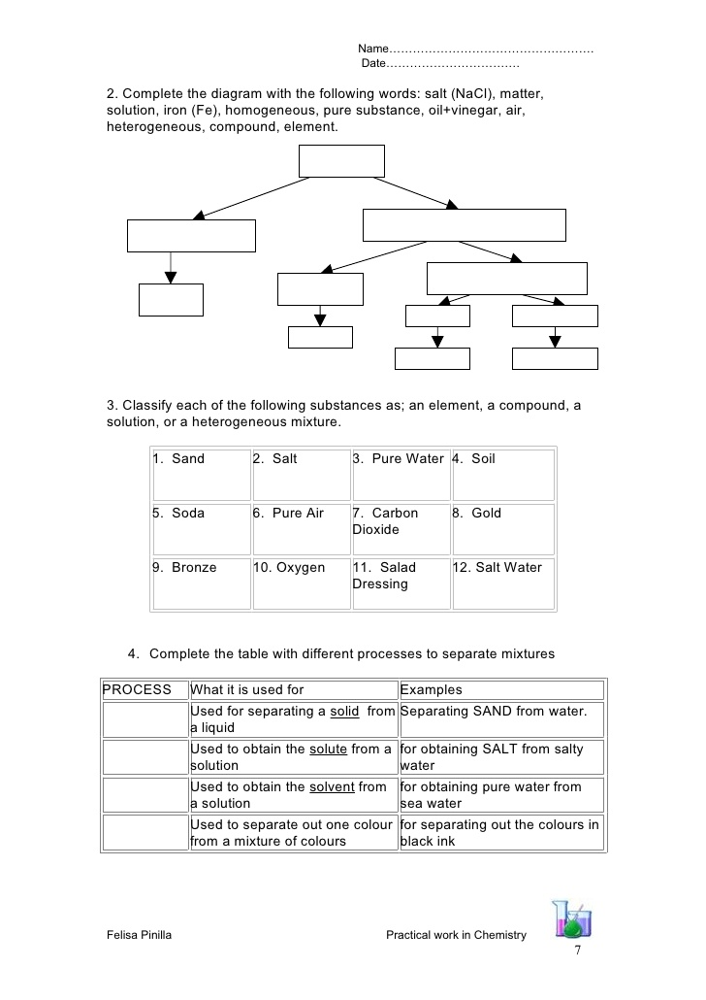 Name…………………………………………….
Date…………………………….
2. Complete the diagram with the following words: salt (NaCl), matter,
solution, iron (Fe), homogeneous, pure substance, oil+vinegar, air,
heterogeneous, compound, element.
3. Classify each of the following substances as; an element, a compound, a
solution, or a heterogeneous mixture.
1. Sand 2. Salt 3. Pure Water 4. Soil
5. Soda 6. Pure Air 7. Carbon Dioxide 8. Gold
9. Bronze 10. Oxygen 11. Salad Dressing 12. Salt Water
4. Complete the table with different processes to separate mixtures
PROCESS What it is used for Examples
Used for separating a solid from
a liquid
Separating SAND from water.
Used to obtain the solute from a
solution
for obtaining SALT from salty
water
Used to obtain the solvent from
a solution
for obtaining pure water from
sea water
Used to separate out one colour
from a mixture of colours
for separating out the colours in
black ink
Felisa Pinilla Practical work in Chemistry
7